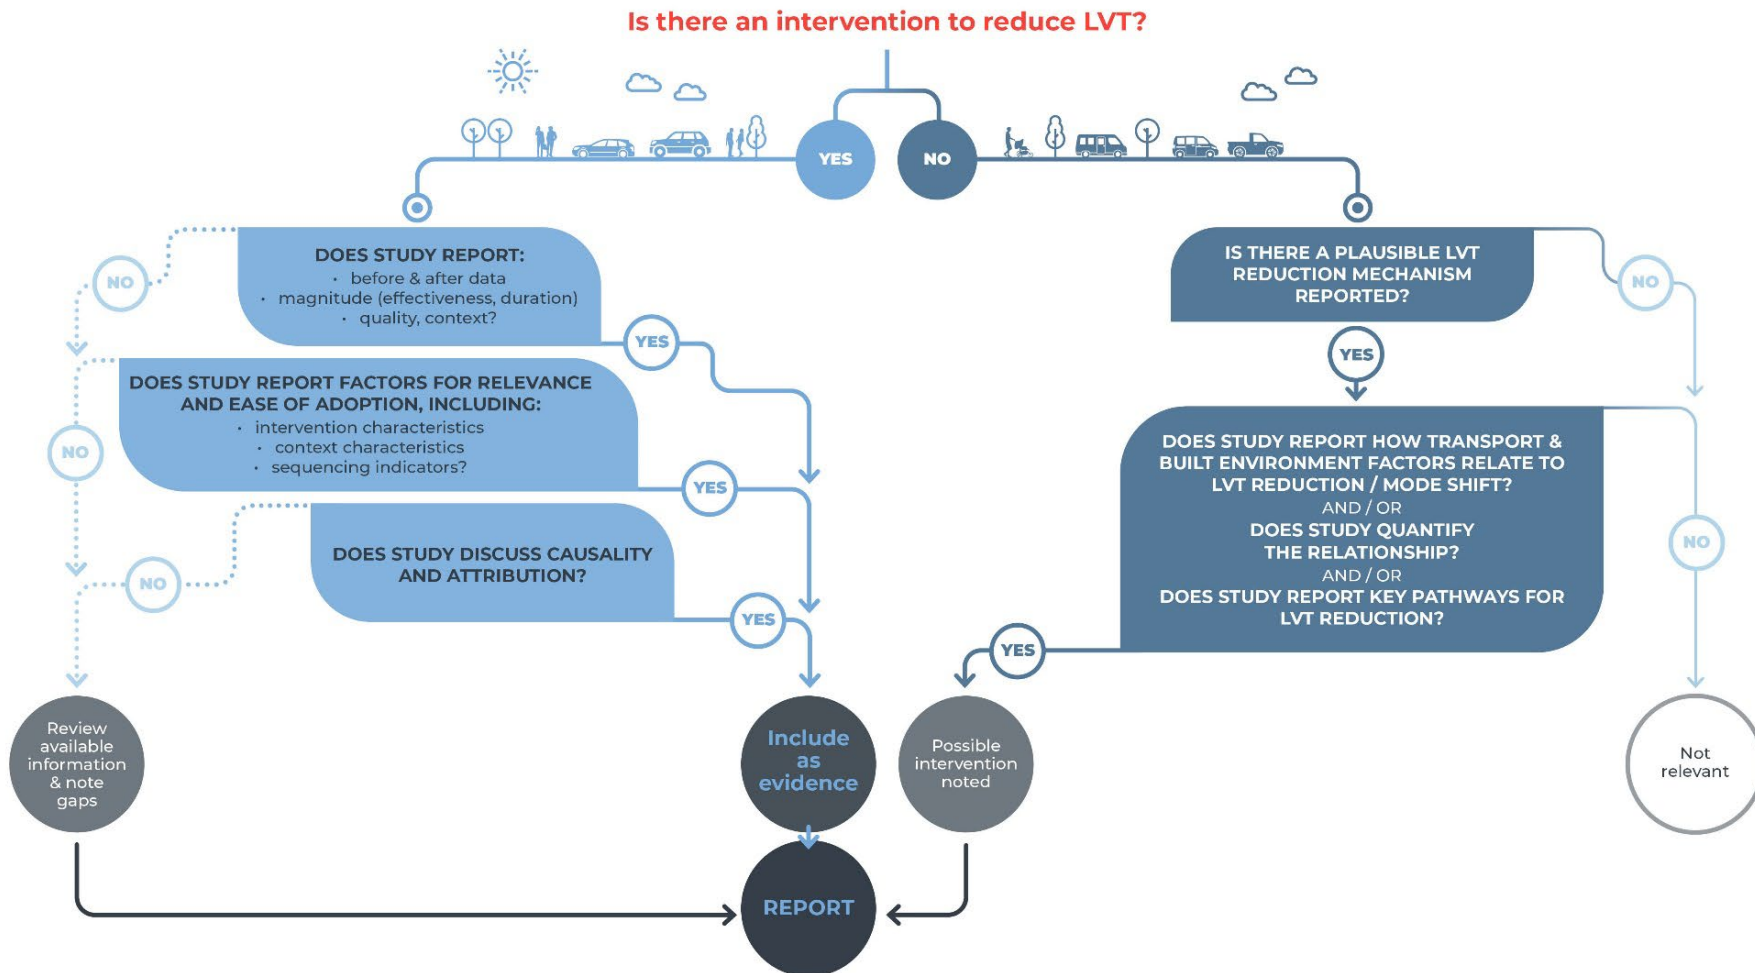 Is there an intervention to reduce LVT?
YES
NO
DOES STUDY REPORT:
• before & after data
• magnitude (effectiveness, duration)
• quality, context?
NO
YES
DOES STUDY REPORT FACTORS FOR RELEVANCE
AND EASE OF ADOPTION, INCLUDING:
• intervention characteristics
• context characteristics
• sequencing indicators?
NO
YES
DOES STUDY DISCUSS CAUSALITY
AND ATTRIBUTION?
NO
YES
IS THERE A PLAUSIBLE LVT
REDUCTION MECHANISM
REPORTED?
NO
YES
DOES STUDY REPORT HOW TRANSPORT &
BUILT ENVIRONMENT FACTORS RELATE TO
LVT REDUCTION / MODE SHIFT?
AND / OR
DOES STUDY QUANTIFY
THE RELATIONSHIP?
AND / OR
DOES STUDY REPORT KEY PATHWAYS FOR
LVT REDUCTION?
NO
YES
Review
available
information
& note
gaps
Include
as
evidence
Possible
intervention
noted
Not
relevant
REPORT